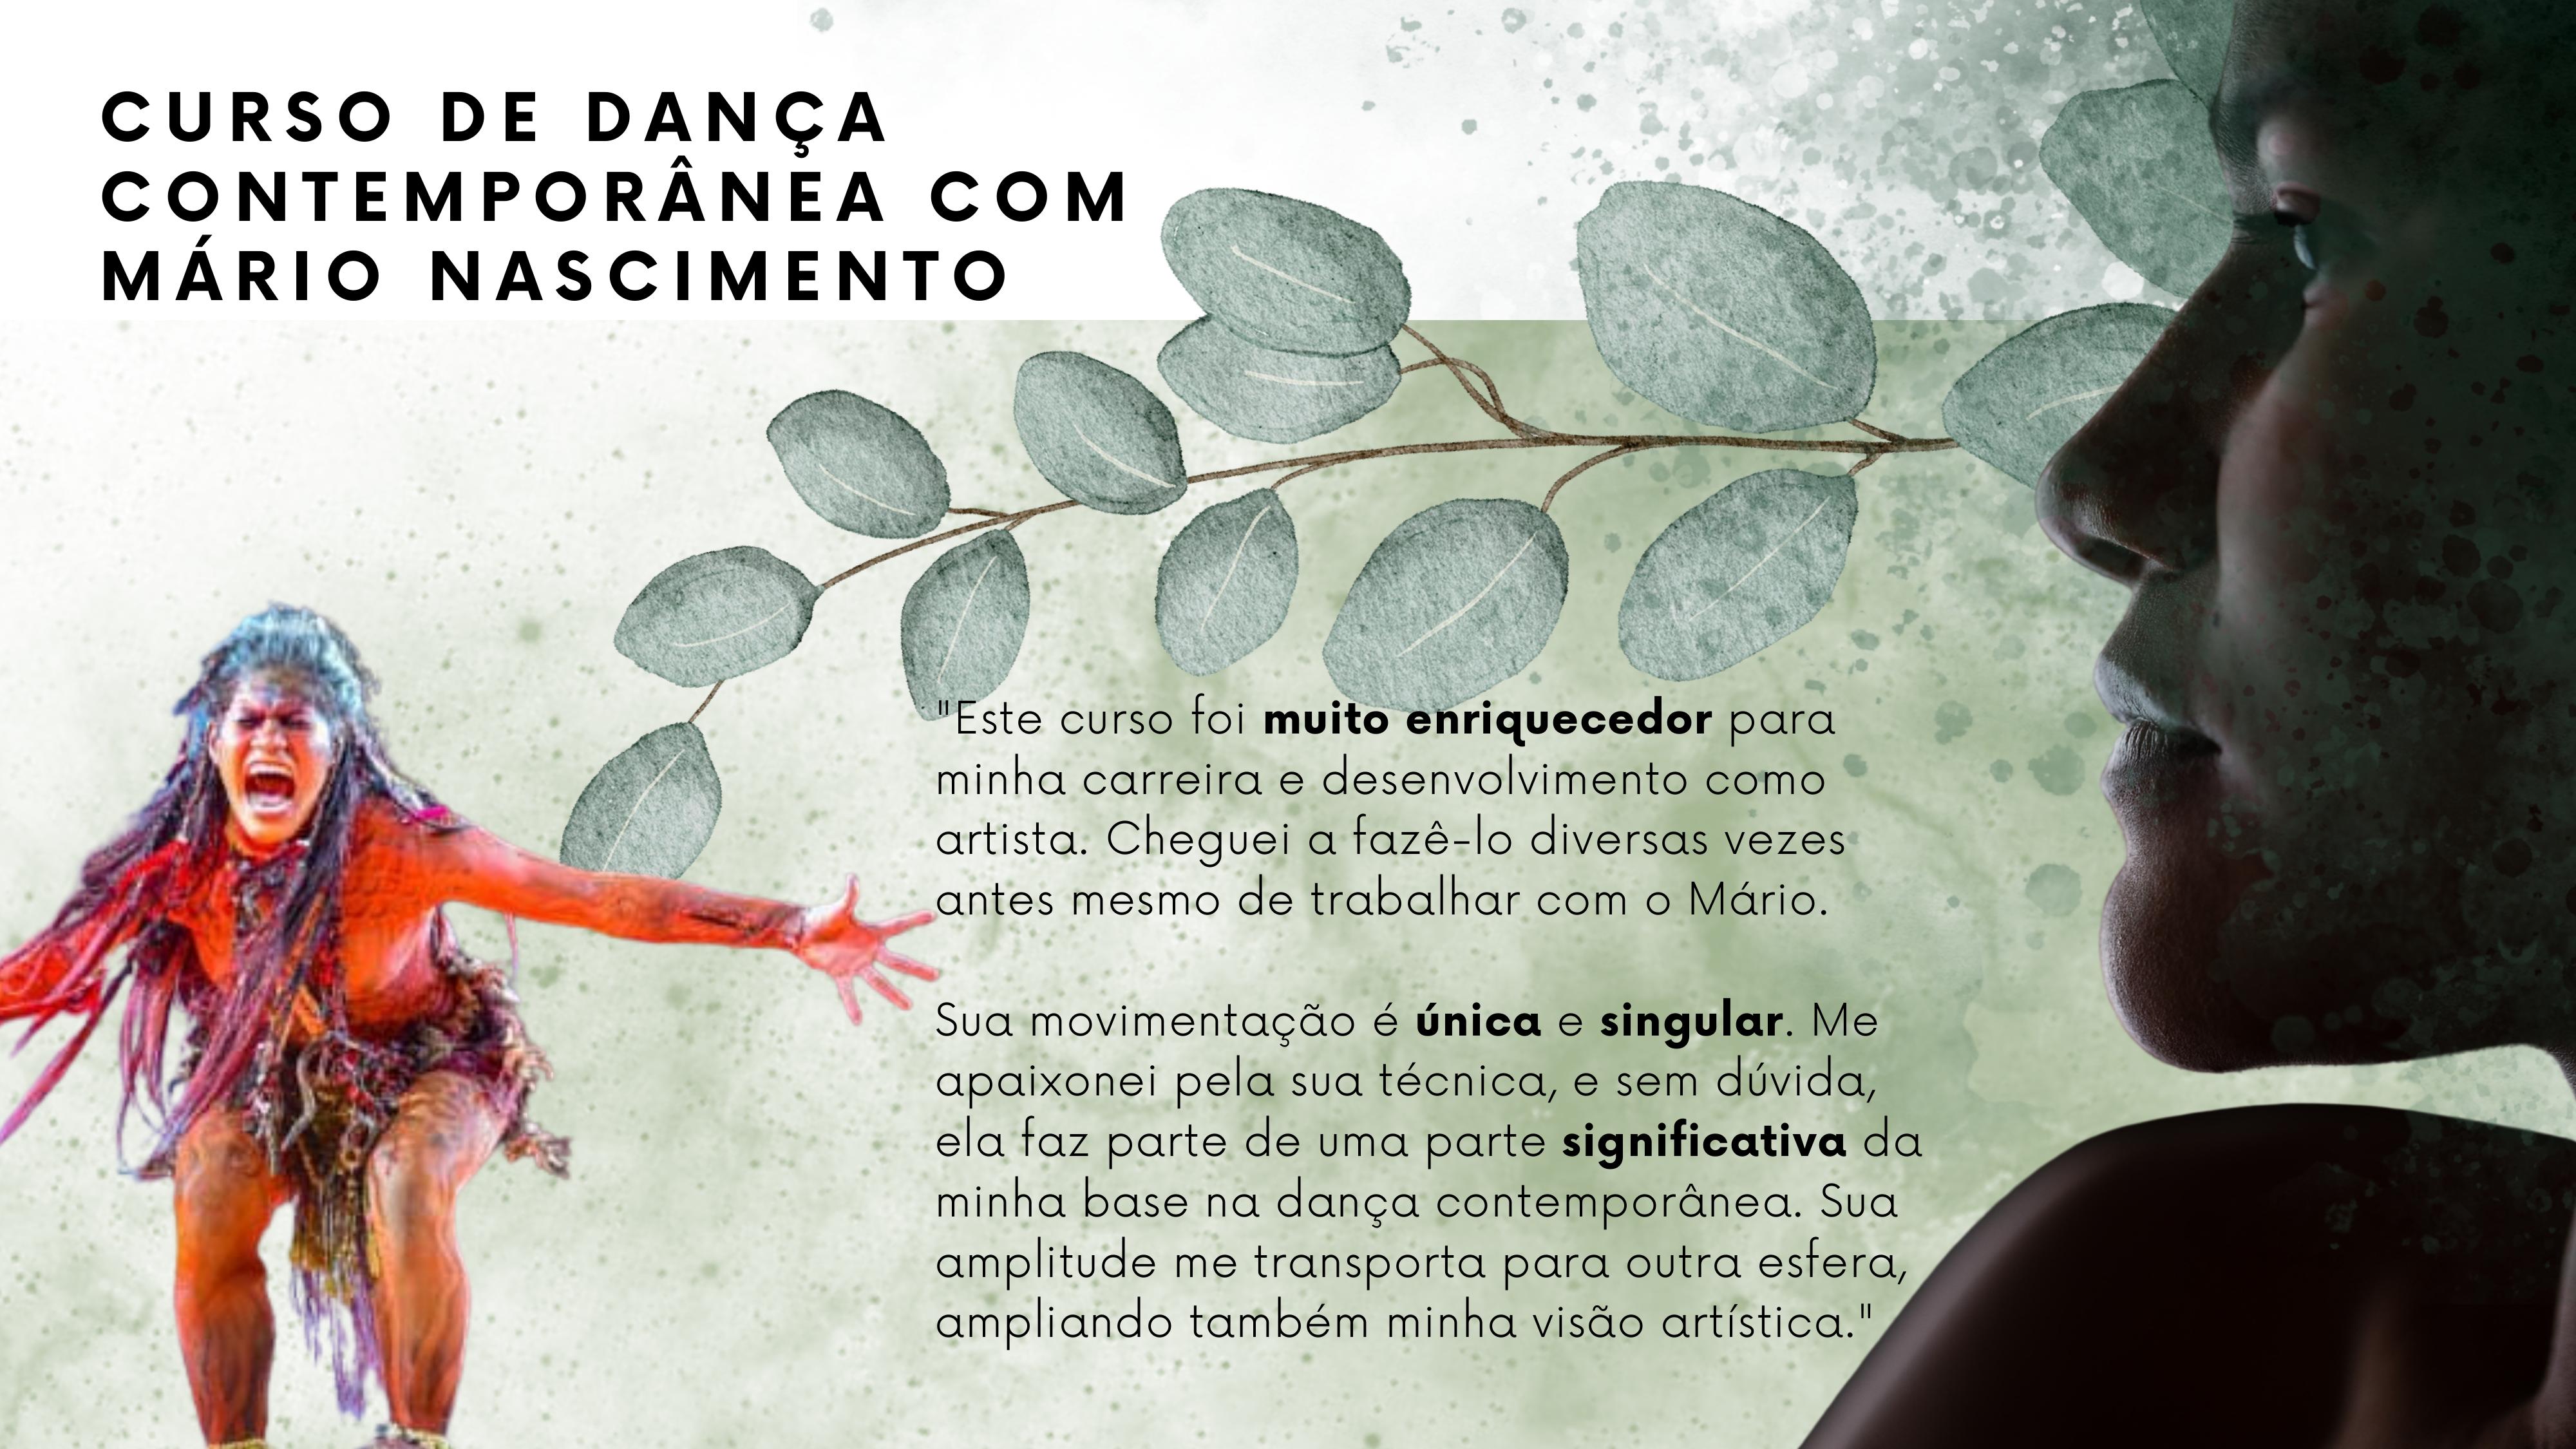 CURSO DE DANÇA
CONTEMPORÂNEA COM
MÁRIO NASCIMENTO
"Este curso foi muito enriquecedor para
minha carreira e desenvolvimento como
artista. Cheguei a fazê-lo diversas vezes
antes mesmo de trabalhar com o Mário.
Sua movimentação é única e singular. Me
apaixonei pela sua técnica, e sem dúvida,
ela faz parte de uma parte significativa da
minha base na dança contemporânea. Sua
amplitude me transporta para outra esfera,
ampliando também minha visão artística."